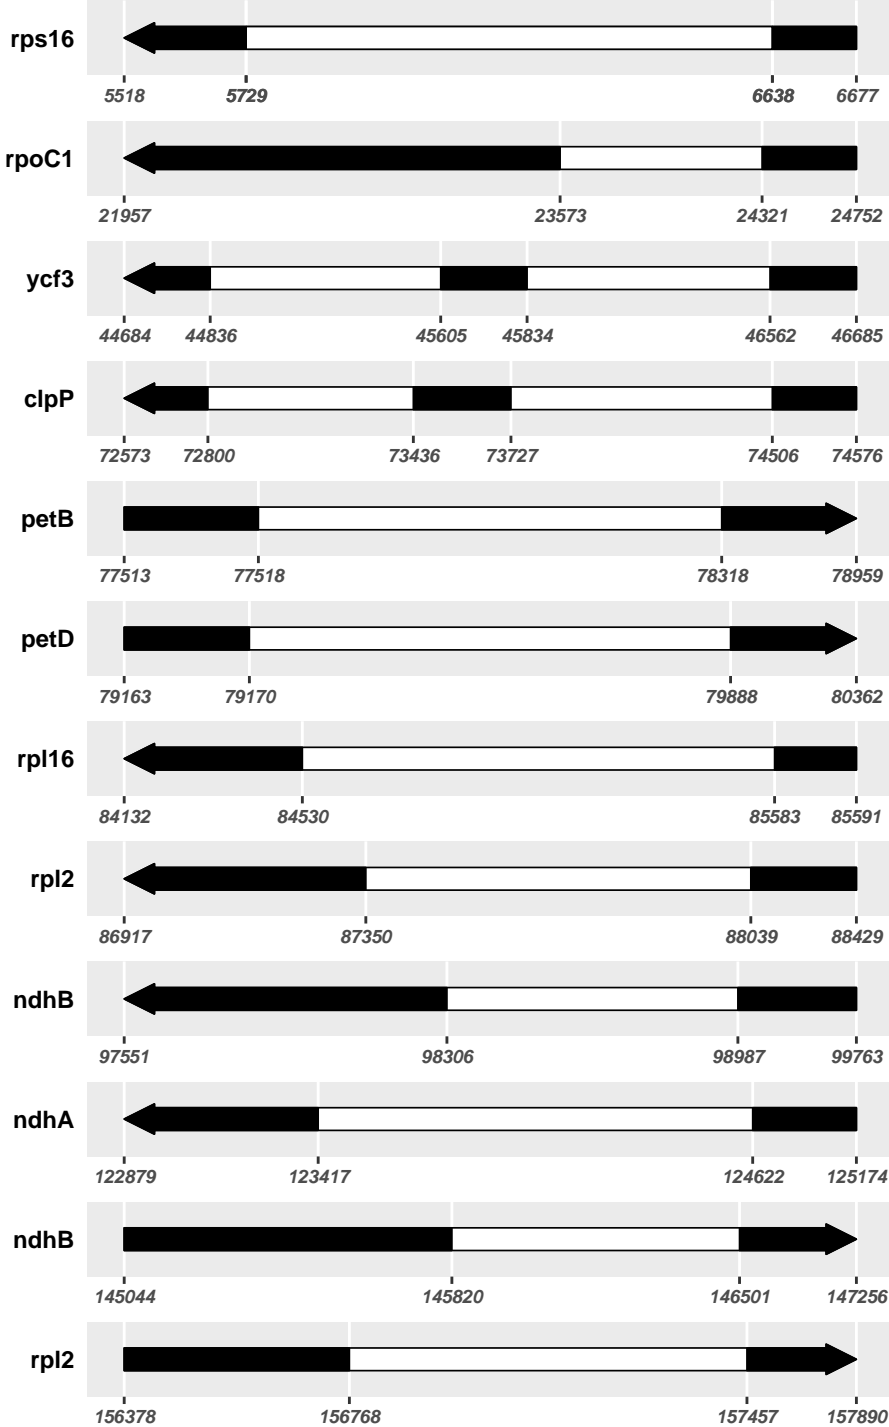 rps16
5518 5729 6638 6677
rpoC1
21957 23573 24321 24752
ycf3
44684 44836 45605 45834 46562 46685
clpP
72573 72800 73436 73727 74506 74576
petB
77513 77518 78318 78959
petD
79163 79170 79888 80362
rpl16
84132 84530 85583 85591
rpl2
86917 87350 88039 88429
ndhB
97551 98306 98987 99763
ndhA
122879 123417 124622 125174
ndhB
145044 145820 146501 147256
rpl2
156378 156768 157457 157890